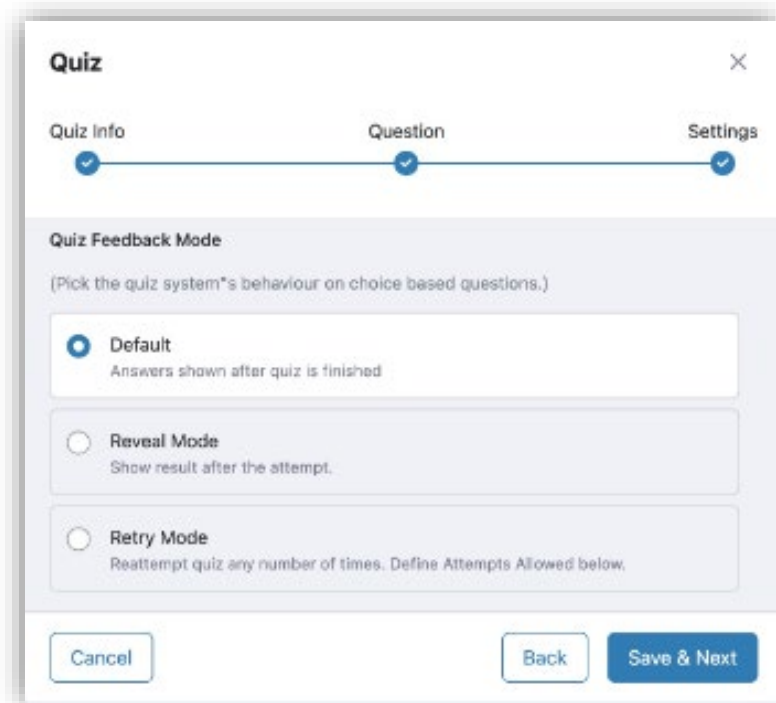 Quiz
Quiz Info Question Settings
Quiz Feedback Mode
(Pick the quiz system"s behaviour on choice based questions.)
Default
Answers shown after quiz is finished
Reveal Mode
Show result after the attempt.
Retry Mode
Reattempt quiz any number of times. Define Attempts Allowed below.
Cancel Back Save & Next